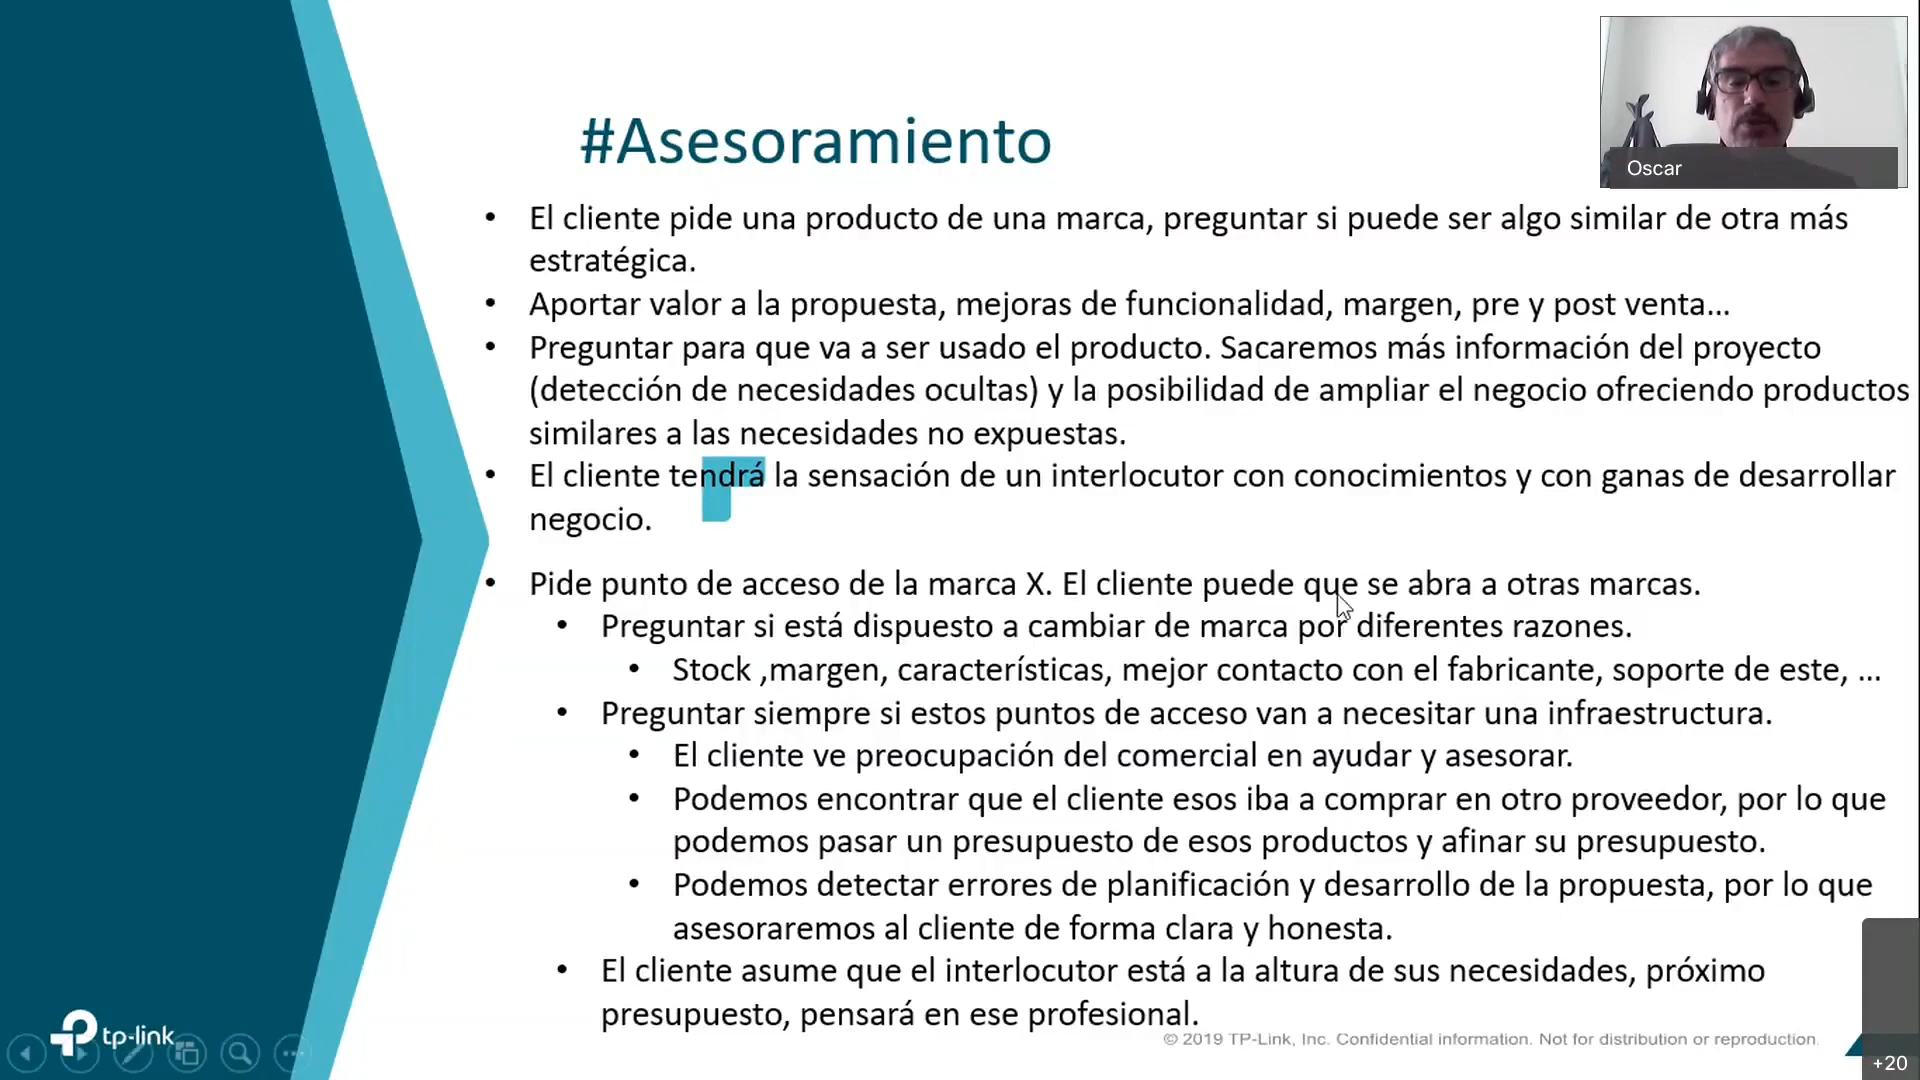 #Asesoramiento
Oscar
• El cliente pide una producto de una marca, preguntar si puede ser algo similar de otra más
estratégica.
• Aportar valor a la propuesta, mejoras de funcionalidad, margen, pre y post venta...
• Preguntar para que va a ser usado el producto. Sacaremos más información del proyecto
(detección de necesidades ocultas) y la posibilidad de ampliar el negocio ofreciendo productos
similares a las necesidades no expuestas.
• El cliente tendrá la sensación de un interlocutor con conocimientos y con ganas de desarrollar
negocio.
• Pide punto de acceso de la marca X. El cliente puede que se abra a otras marcas.
• Preguntar si está dispuesto a cambiar de marca por diferentes razones.
• Stock ,margen, características, mejor contacto con el fabricante, soporte de este, ...
• Preguntar siempre si estos puntos de acceso van a necesitar una infraestructura.
• El cliente ve preocupación del comercial en ayudar y asesorar.
• Podemos encontrar que el cliente esos iba a comprar en otro proveedor, por lo que
podemos pasar un presupuesto de esos productos y afinar su presupuesto.
• Podemos detectar errores de planificación y desarrollo de la propuesta, por lo que
asesoraremos al cliente de forma clara y honesta.
• El cliente asume que el interlocutor está a la altura de sus necesidades, próximo
presupuesto, pensará en ese profesional.
tp-link
© 2019 TP-Link, Inc. Confidential information. Not for distribution or reproduction.
+20